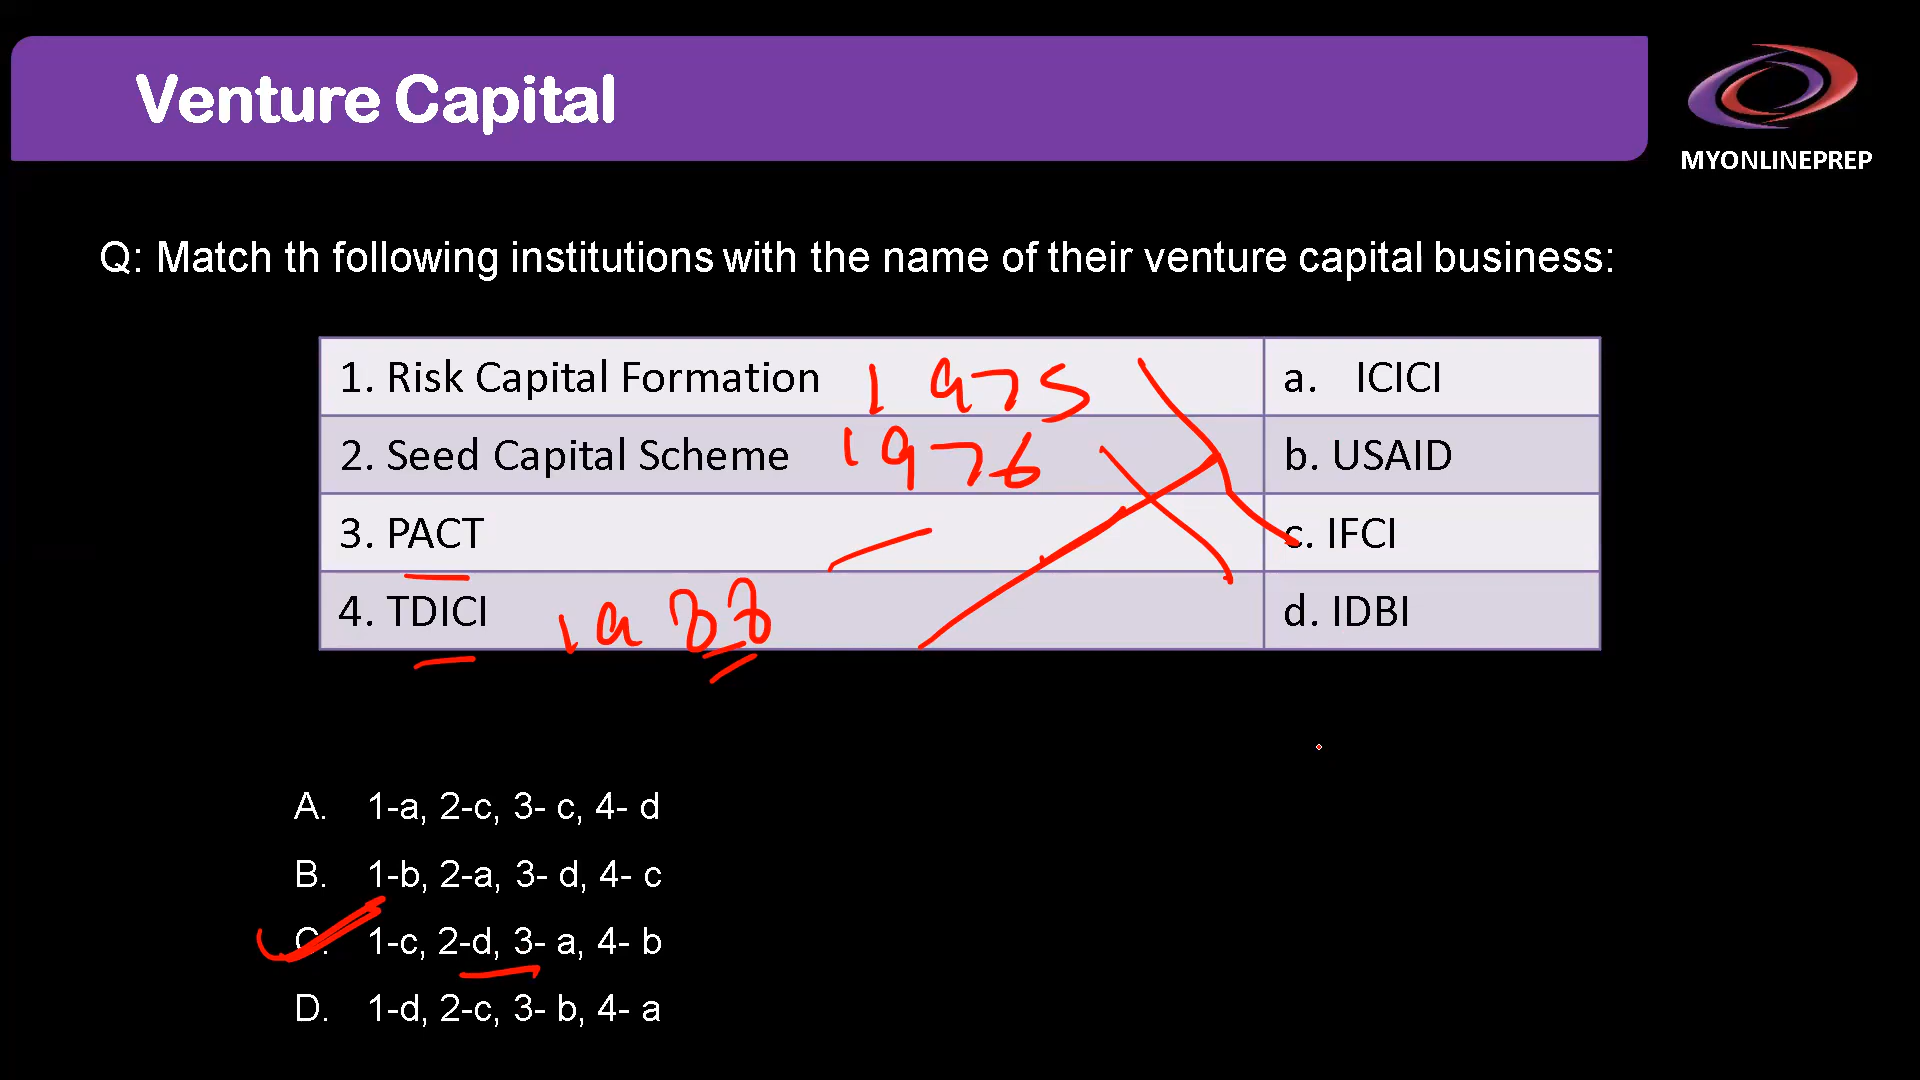 Venture Capital
MYONLINEPREP
Q: Match th following institutions with the name of their venture capital business:
1. Risk Capital Formation 1975 a. ICICI
2. Seed Capital Scheme 1976 b. USAID
3. PACT c. IFCI
4. TDICI 1988 d. IDBI
A. 1-a, 2-c, 3- c, 4- d
B. 1-b, 2-a, 3- d, 4- c
C. 1-c, 2-d, 3- a, 4- b
D. 1-d, 2-c, 3- b, 4- a